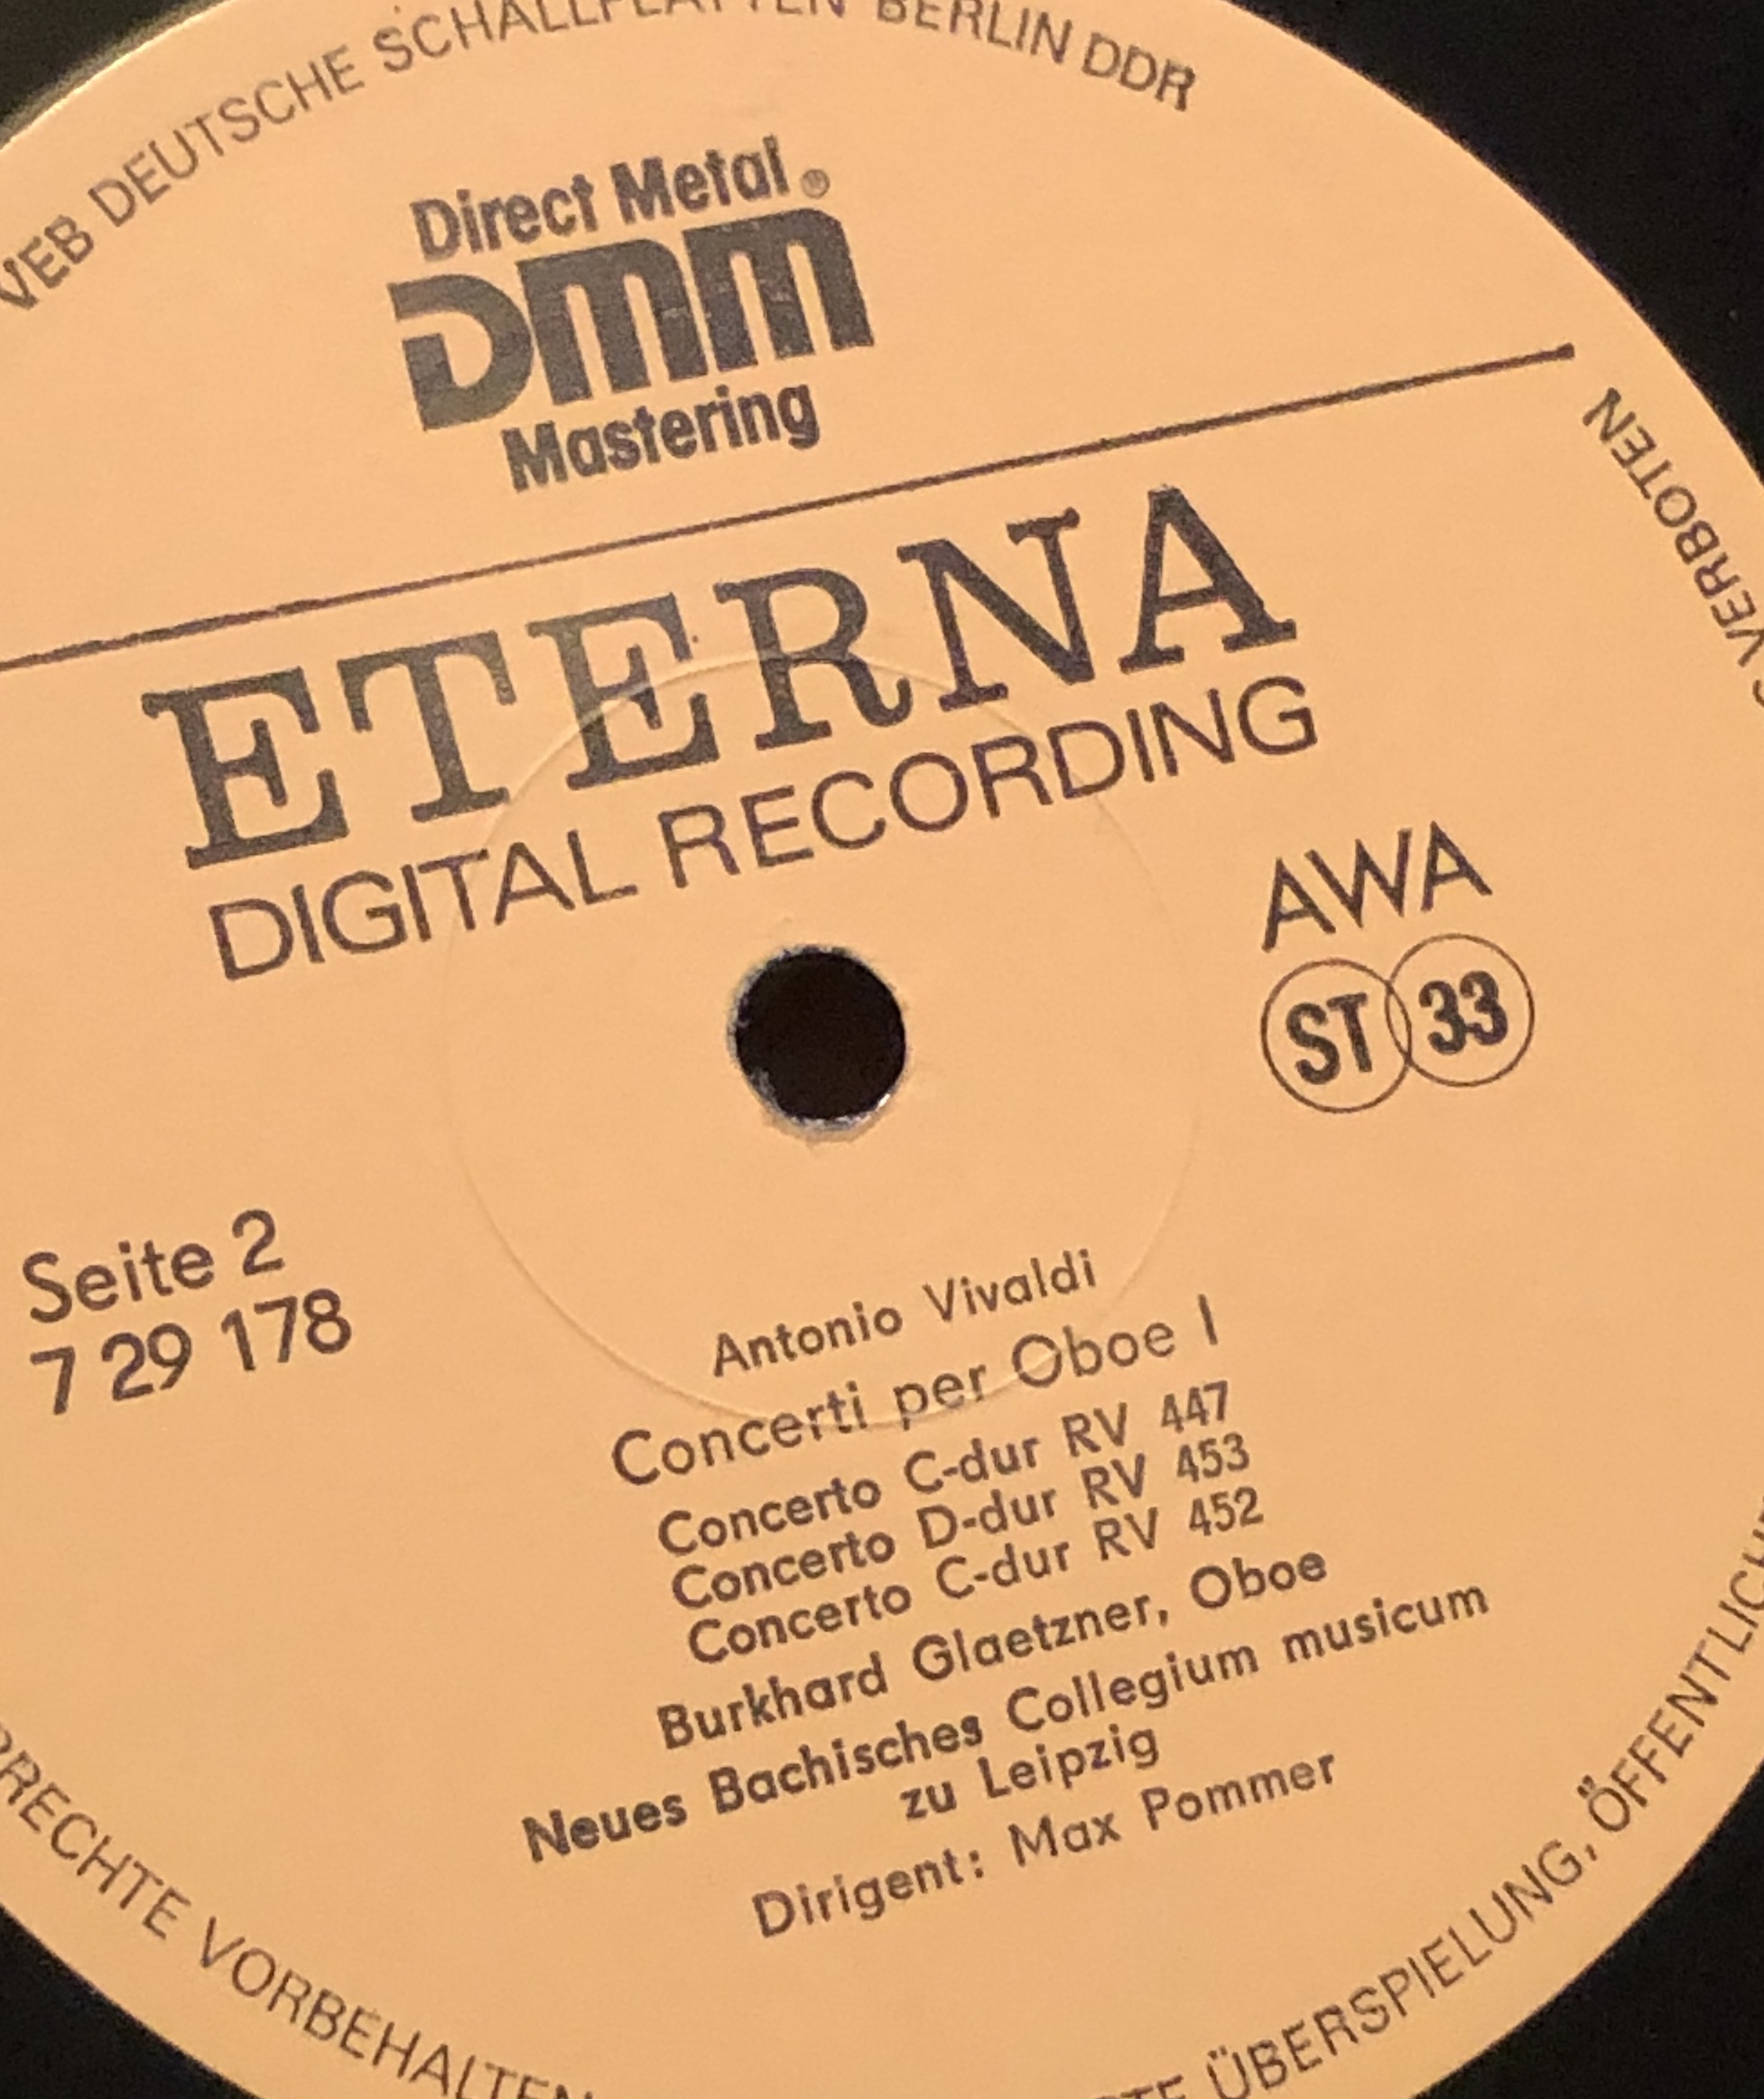 VEB DEUTSCHE SCHALLPLATTEN BERLIN DDR
Direct Metal ®
DMM
Mastering
ETERNA
DIGITAL RECORDING
AWA
ST 33
Seite 2
7 29 178
Antonio Vivaldi
Concerti per Oboe I
Concerto C-dur RV 447
Concerto D-dur RV 453
Concerto C-dur RV 452
Burkhard Glaetzner, Oboe
Neues Bachisches Collegium musicum
zu Leipzig
Dirigent: Max Pommer
VORBEHALTEN
ÜBERSPIELUNG, ÖFFENTLICHE
VERBOTEN